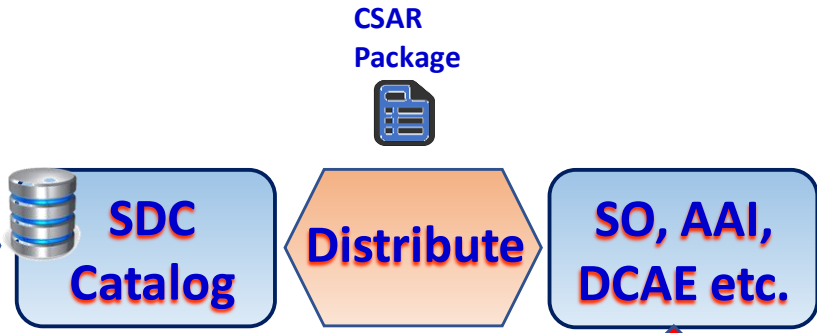 CSAR
Package
SDC
Catalog
Distribute
SO, AAI,
DCAE etc.